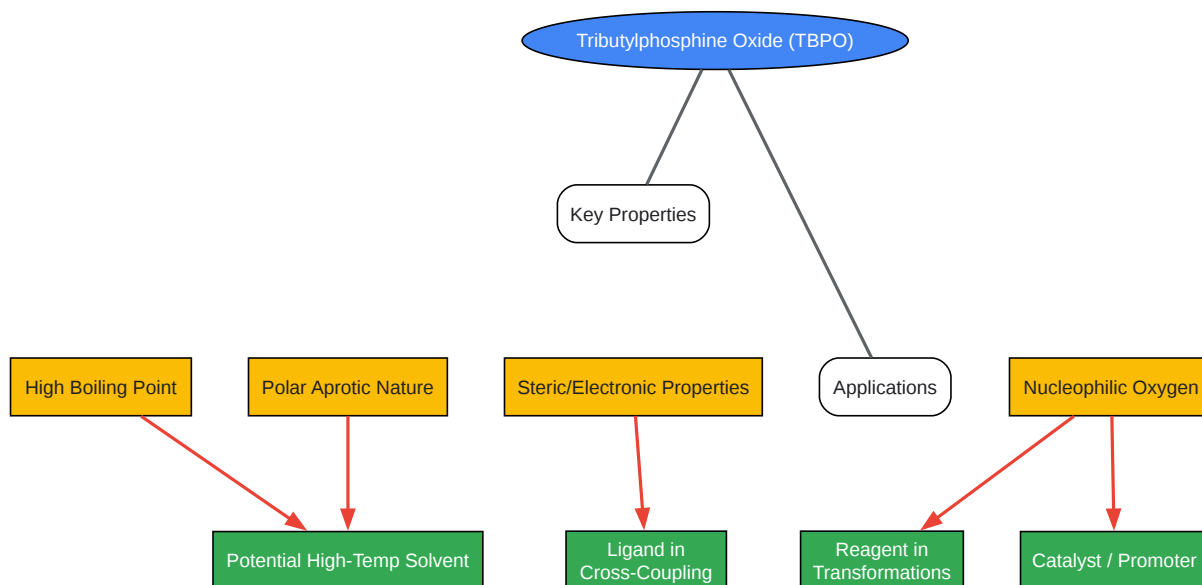 Tributylphosphine Oxide (TBPO)
Key Properties
High Boiling Point
Polar Aprotic Nature
Steric/Electronic Properties
Applications
Nucleophilic Oxygen
Potential High-Temp Solvent
Ligand in
Cross-Coupling
Reagent in
Transformations
Catalyst / Promoter